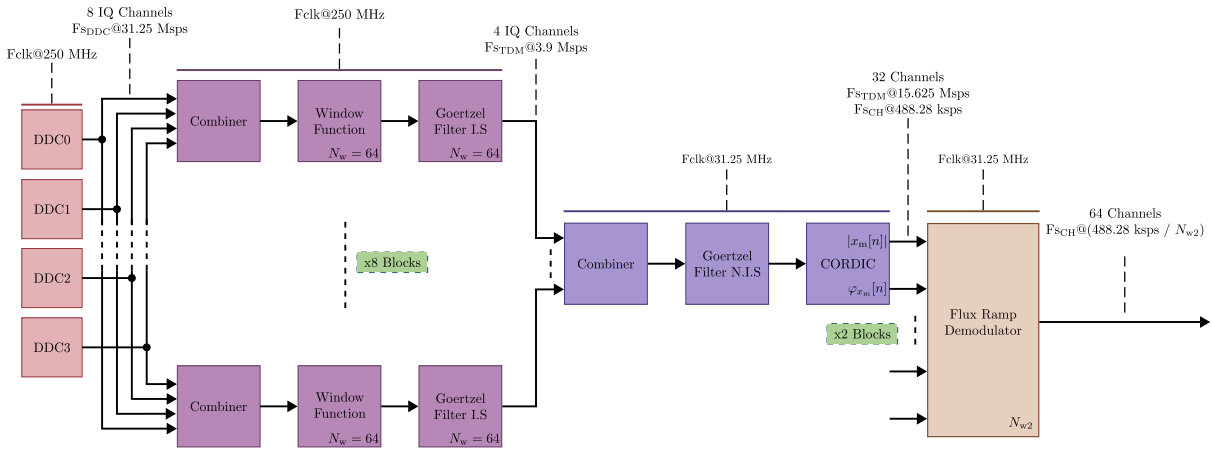 8 IQ Channels
Fs_DDC@31.25 Msps
Fclk@250 MHz
Fclk@250 MHz
4 IQ Channels
Fs_TDM@3.9 Msps
DDC0
DDC1
DDC2
DDC3
Combiner
Window
Function
N_w = 64
Goertzel
Filter I.S
N_w = 64
x8 Blocks
Combiner
Window
Function
N_w = 64
Goertzel
Filter I.S
N_w = 64
Fclk@31.25 MHz
Combiner
Goertzel
Filter N.I.S
|x_m[n]|
CORDIC
φ_{x_m}[n]
32 Channels
Fs_TDM@15.625 Msps
Fs_CH@488.28 ksps
x2 Blocks
Fclk@31.25 MHz
Flux Ramp
Demodulator
N_w2
64 Channels
Fs_CH@(488.28 ksps / N_w2)